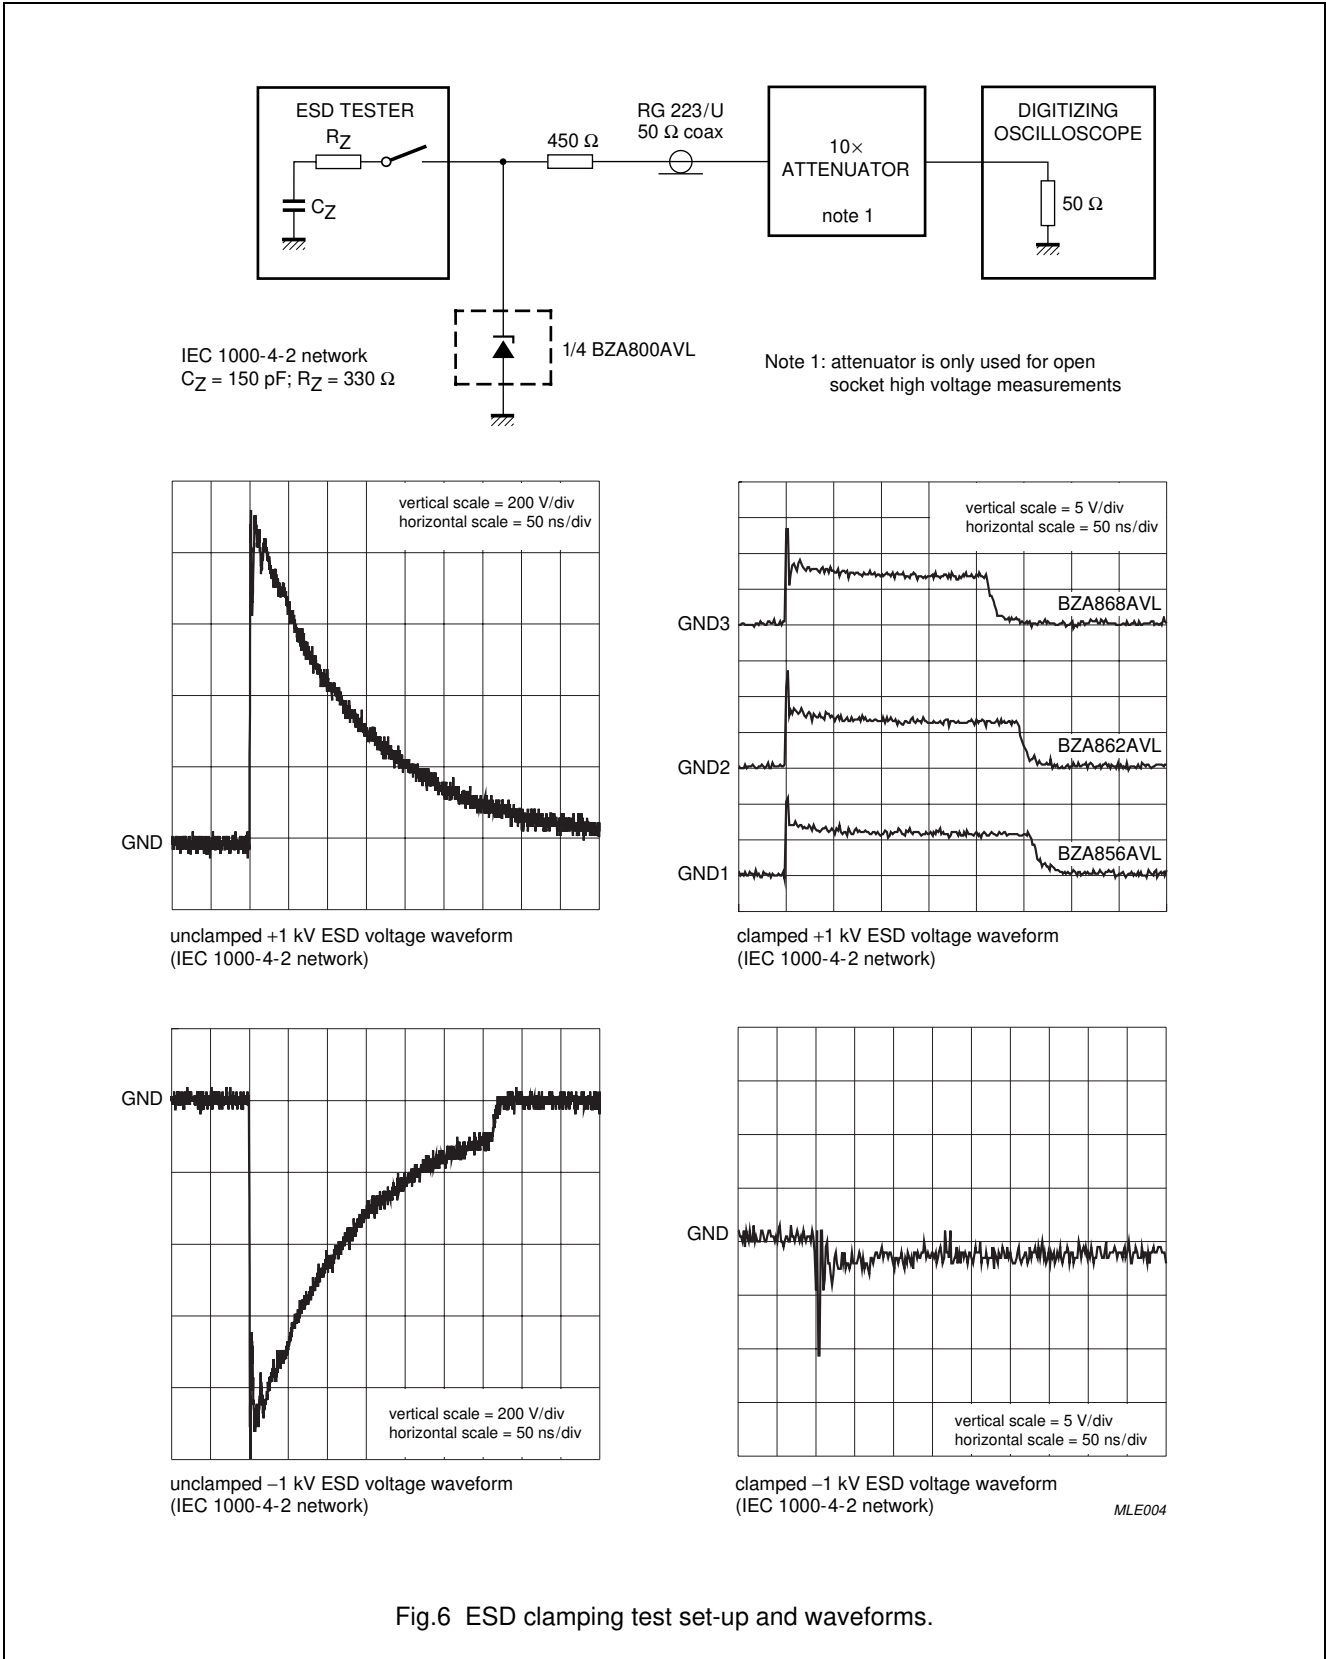 ESD TESTER
RZ
CZ
450 Ω
RG 223/U
50 Ω coax
10×
ATTENUATOR
note 1
DIGITIZING
OSCILLOSCOPE
50 Ω
1/4 BZA800AVL
IEC 1000-4-2 network
CZ = 150 pF; RZ = 330 Ω
Note 1: attenuator is only used for open
socket high voltage measurements
vertical scale = 200 V/div
horizontal scale = 50 ns/div
GND
unclamped +1 kV ESD voltage waveform
(IEC 1000-4-2 network)
vertical scale = 5 V/div
horizontal scale = 50 ns/div
BZA868AVL
GND3
BZA862AVL
GND2
BZA856AVL
GND1
clamped +1 kV ESD voltage waveform
(IEC 1000-4-2 network)
GND
vertical scale = 200 V/div
horizontal scale = 50 ns/div
unclamped −1 kV ESD voltage waveform
(IEC 1000-4-2 network)
GND
vertical scale = 5 V/div
horizontal scale = 50 ns/div
clamped −1 kV ESD voltage waveform
(IEC 1000-4-2 network)
MLE004
Fig.6 ESD clamping test set-up and waveforms.